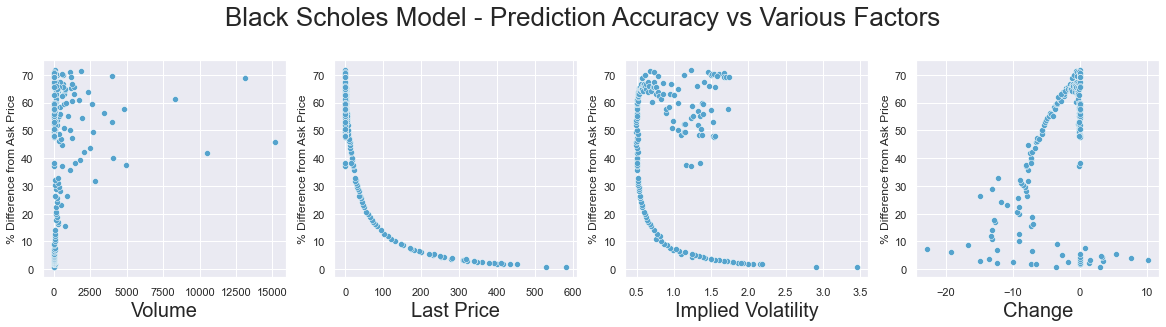 Black Scholes Model - Prediction Accuracy vs Various Factors
% Difference from Ask Price
70
60
50
40
30
20
10
0
0 2500 5000 7500 10000 12500 15000
Volume
% Difference from Ask Price
70
60
50
40
30
20
10
0
0 100 200 300 400 500 600
Last Price
% Difference from Ask Price
70
60
50
40
30
20
10
0
0.5 1.0 1.5 2.0 2.5 3.0 3.5
Implied Volatility
% Difference from Ask Price
70
60
50
40
30
20
10
0
−20 −10 0 10
Change